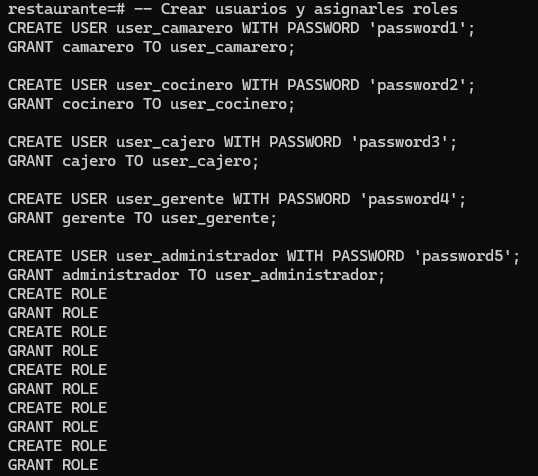 restaurante=# -- Crear usuarios y asignarles roles
CREATE USER user_camarero WITH PASSWORD 'password1';
GRANT camarero TO user_camarero;
CREATE USER user_cocinero WITH PASSWORD 'password2';
GRANT cocinero TO user_cocinero;
CREATE USER user_cajero WITH PASSWORD 'password3';
GRANT cajero TO user_cajero;
CREATE USER user_gerente WITH PASSWORD 'password4';
GRANT gerente TO user_gerente;
CREATE USER user_administrador WITH PASSWORD 'password5';
GRANT administrador TO user_administrador;
CREATE ROLE
GRANT ROLE
CREATE ROLE
GRANT ROLE
CREATE ROLE
GRANT ROLE
CREATE ROLE
GRANT ROLE
CREATE ROLE
GRANT ROLE